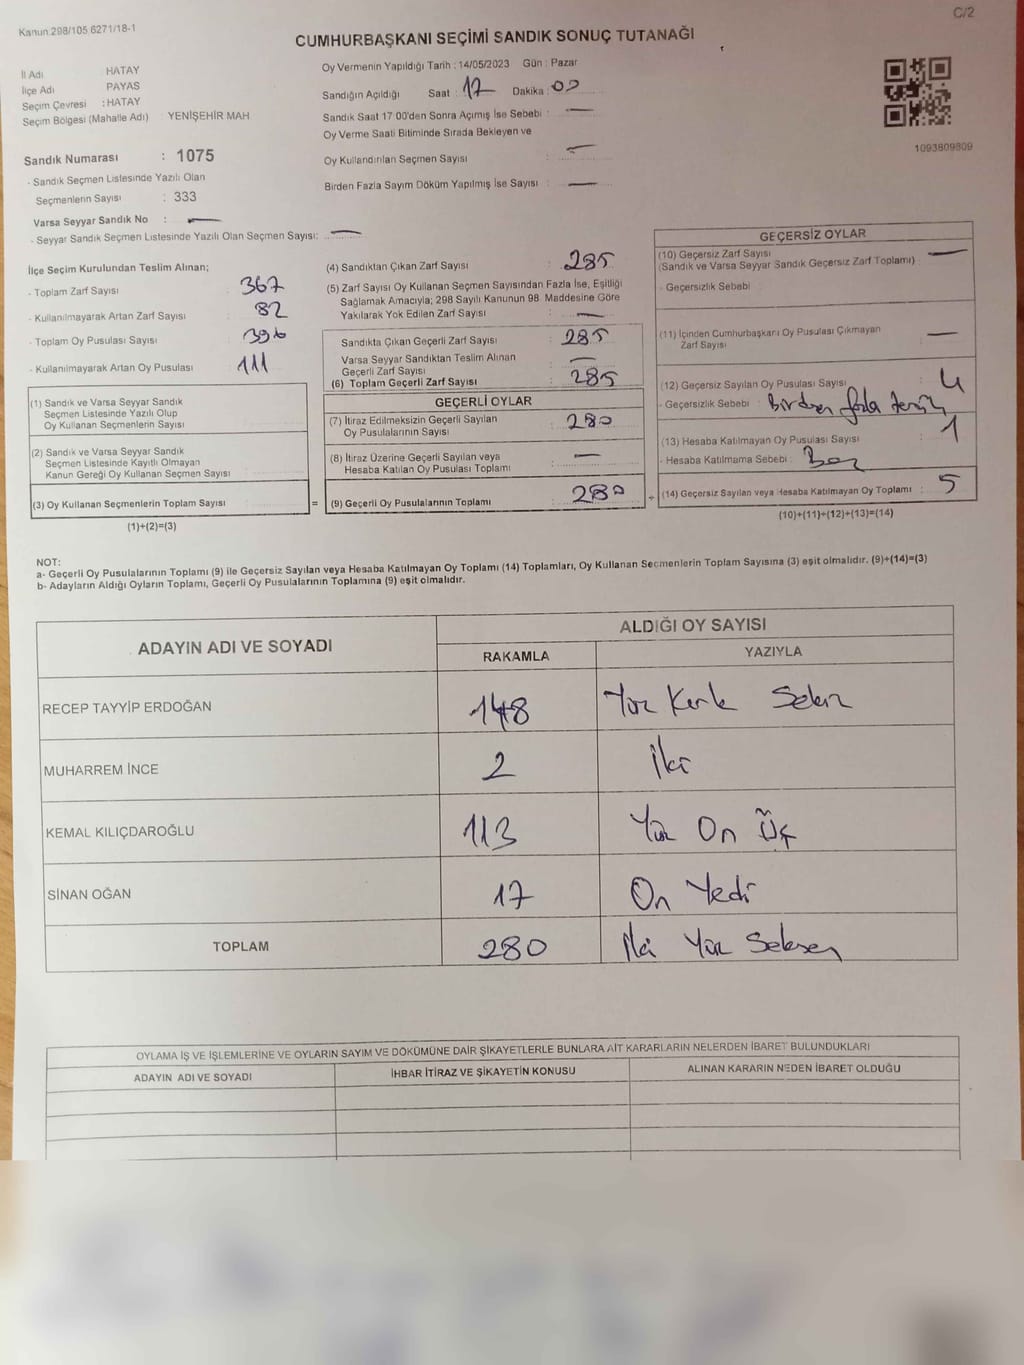 Kanun:298/105 6271/18-1
C/2
CUMHURBAŞKANI SEÇİMİ SANDIK SONUÇ TUTANAĞI
İl Adı HATAY
İlçe Adı PAYAS
Seçim Çevresi : HATAY
Seçim Bölgesi (Mahalle Adı) : YENİŞEHİR MAH
Sandık Numarası : 1075
- Sandık Seçmen Listesinde Yazılı Olan
Seçmenlerin Sayısı : 333
Varsa Seyyar Sandık No : —
- Seyyar Sandık Seçmen Listesinde Yazılı Olan Seçmen Sayısı: —
Oy Vermenin Yapıldığı Tarih : 14/05/2023 Gün : Pazar
Sandığın Açıldığı Saat : 17 Dakika : 00
Sandık Saat 17 00'den Sonra Açımış İse Sebebi : —
Oy Verme Saati Bitiminde Sırada Bekleyen ve
Oy Kullandırılan Seçmen Sayısı : —
Birden Fazla Sayım Döküm Yapılmış İse Sayısı : —
1093809809
İlçe Seçim Kurulundan Teslim Alınan;
- Toplam Zarf Sayısı 367
- Kullanılmayarak Artan Zarf Sayısı 82
- Toplam Oy Pusulası Sayısı 396
- Kullanılmayarak Artan Oy Pusulası 111
(1) Sandık ve Varsa Seyyar Sandık
Seçmen Listesinde Yazılı Olup
Oy Kullanan Seçmenlerin Sayısı
(2) Sandık ve Varsa Seyyar Sandık
Seçmen Listesinde Kayıtlı Olmayan
Kanun Gereği Oy Kullanan Seçmen Sayısı
(3) Oy Kullanan Seçmenlerin Toplam Sayısı =
(1)+(2)=(3)
(4) Sandıktan Çıkan Zarf Sayısı : 285
(5) Zarf Sayısı Oy Kullanan Seçmen Sayısından Fazla İse, Eşitliği
Sağlamak Amacıyla; 298 Sayılı Kanunun 98. Maddesine Göre
Yakılarak Yok Edilen Zarf Sayısı : —
Sandıkta Çıkan Geçerli Zarf Sayısı : 285
Varsa Seyyar Sandıktan Teslim Alınan
Geçerli Zarf Sayısı : —
(6) Toplam Geçerli Zarf Sayısı : 285
GEÇERLİ OYLAR
(7) İtiraz Edilmeksizin Geçerli Sayılan
Oy Pusulalarının Sayısı : 280
(8) İtiraz Üzerine Geçerli Sayılan veya
Hesaba Katılan Oy Pusulası Toplamı : —
(9) Geçerli Oy Pusulalarının Toplamı : 280 +
GEÇERSİZ OYLAR
(10) Geçersiz Zarf Sayısı
(Sandık ve Varsa Seyyar Sandık Geçersiz Zarf Toplamı) : —
- Geçersizlik Sebebi
(11) İçinden Cumhurbaşkanı Oy Pusulası Çıkmayan
Zarf Sayısı —
(12) Geçersiz Sayılan Oy Pusulası Sayısı : 4
- Geçersizlik Sebebi : Birden fazla
(13) Hesaba Katılmayan Oy Pusulası Sayısı : 1
- Hesaba Katılmama Sebebi : Boz
(14) Geçersiz Sayılan veya Hesaba Katılmayan Oy Toplamı : 5
(10)+(11)+(12)+(13)=(14)
NOT:
a- Geçerli Oy Pusulalarının Toplamı (9) ile Geçersiz Sayılan veya Hesaba Katılmayan Oy Toplamı (14) Toplamları, Oy Kullanan Secmenlerin Toplam Sayısına (3) eşit olmalıdır. (9)+(14)=(3)
b- Adayların Aldığı Oyların Toplamı, Geçerli Oy Pusulalarının Toplamına (9) eşit olmalıdır.
ADAYIN ADI VE SOYADI
ALDIĞI OY SAYISI
RAKAMLA YAZIYLA
RECEP TAYYİP ERDOĞAN 148 Yüz Kırk Sekiz
MUHARREM İNCE 2 İki
KEMAL KILIÇDAROĞLU 113 Yüz On Üç
SİNAN OĞAN 17 On Yedi
TOPLAM 280 İki Yüz Seksen
OYLAMA İŞ VE İŞLEMLERİNE VE OYLARIN SAYIM VE DÖKÜMÜNE DAİR ŞİKAYETLERLE BUNLARA AİT KARARLARIN NELERDEN İBARET BULUNDUKLARI
ADAYIN ADI VE SOYADI İHBAR İTİRAZ VE ŞİKAYETİN KONUSU ALINAN KARARIN NEDEN İBARET OLDUĞU